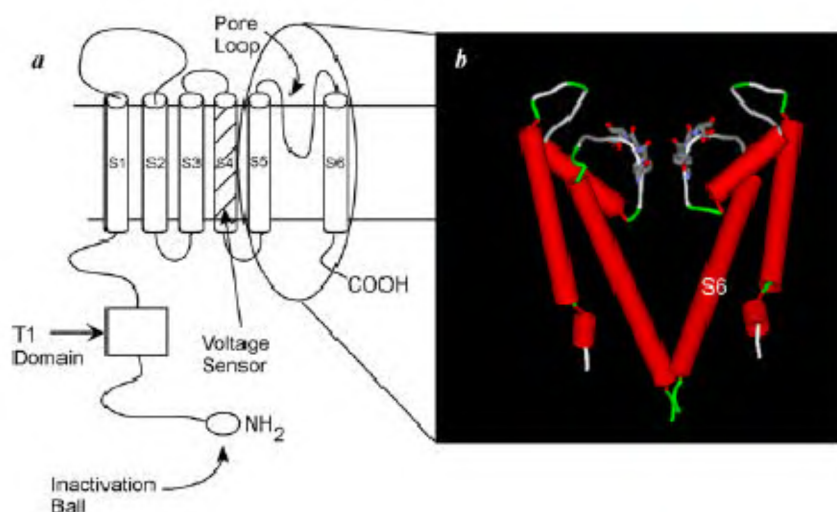 a
Pore
Loop
b
S1
S2
S3
S4
S5
S6
S6
COOH
T1
Domain
Voltage
Sensor
NH2
Inactivation
Ball